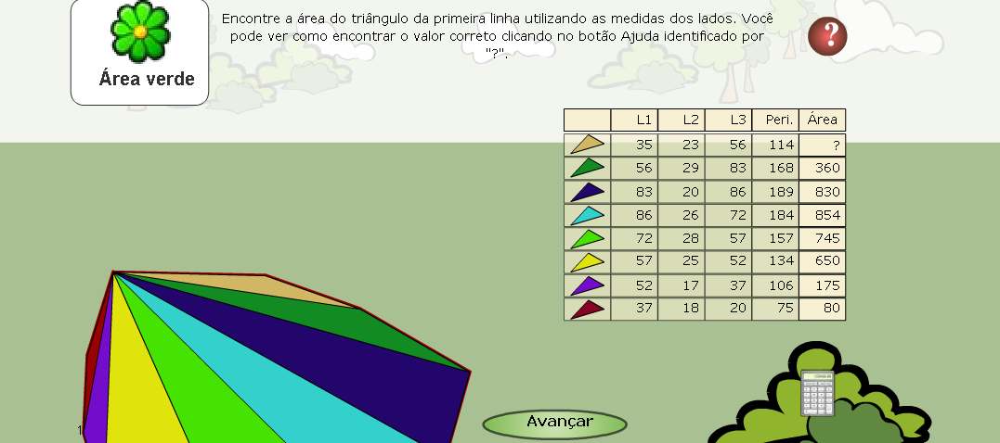 Encontre a área do triângulo da primeira linha utilizando as medidas dos lados. Você
pode ver como encontrar o valor correto clicando no botão Ajuda identificado por
"?".
?
Área verde
L1 L2 L3 Peri. Área
35 23 56 114 ?
56 29 83 168 360
83 20 86 189 830
86 26 72 184 854
72 28 57 157 745
57 25 52 134 650
52 17 37 106 175
37 18 20 75 80
Avançar